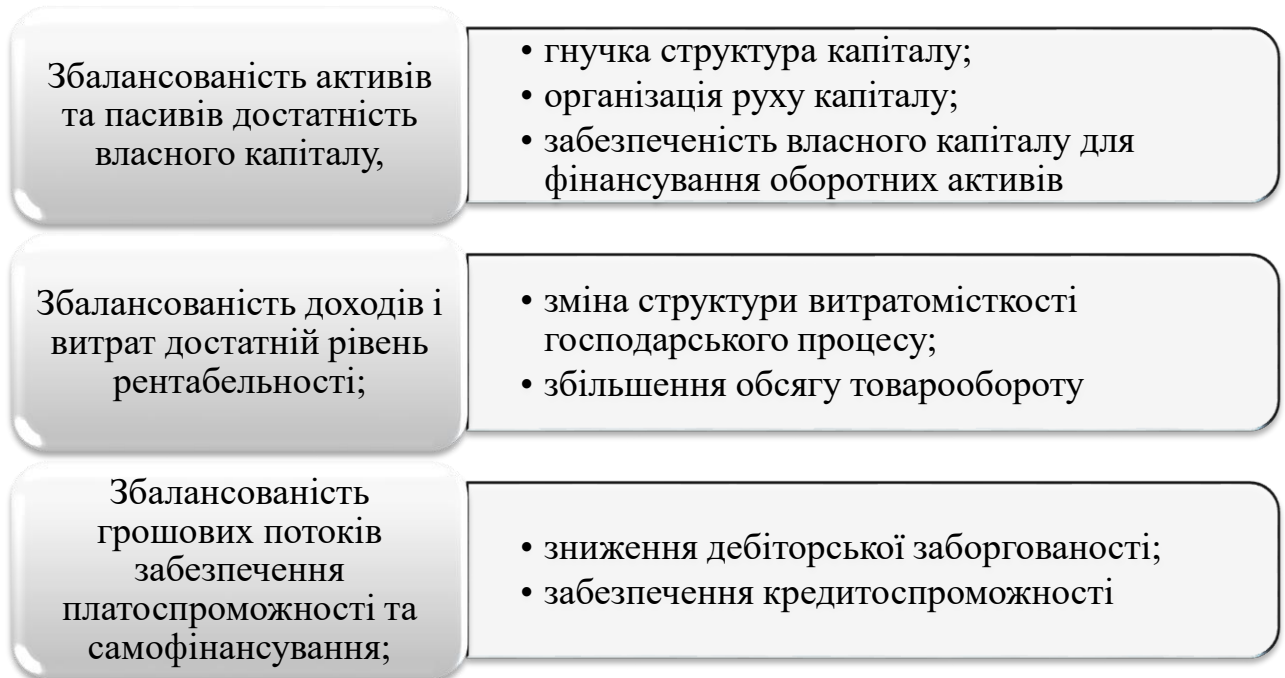 Збалансованість активів
та пасивів достатність
власного капіталу,
• гнучка структура капіталу;
• організація руху капіталу;
• забезпеченість власного капіталу для
фінансування оборотних активів
Збалансованість доходів і
витрат достатній рівень
рентабельності;
• зміна структури витратомісткості
господарського процесу;
• збільшення обсягу товарообороту
Збалансованість
грошових потоків
забезпечення
платоспроможності та
самофінансування;
• зниження дебіторської заборгованості;
• забезпечення кредитоспроможності